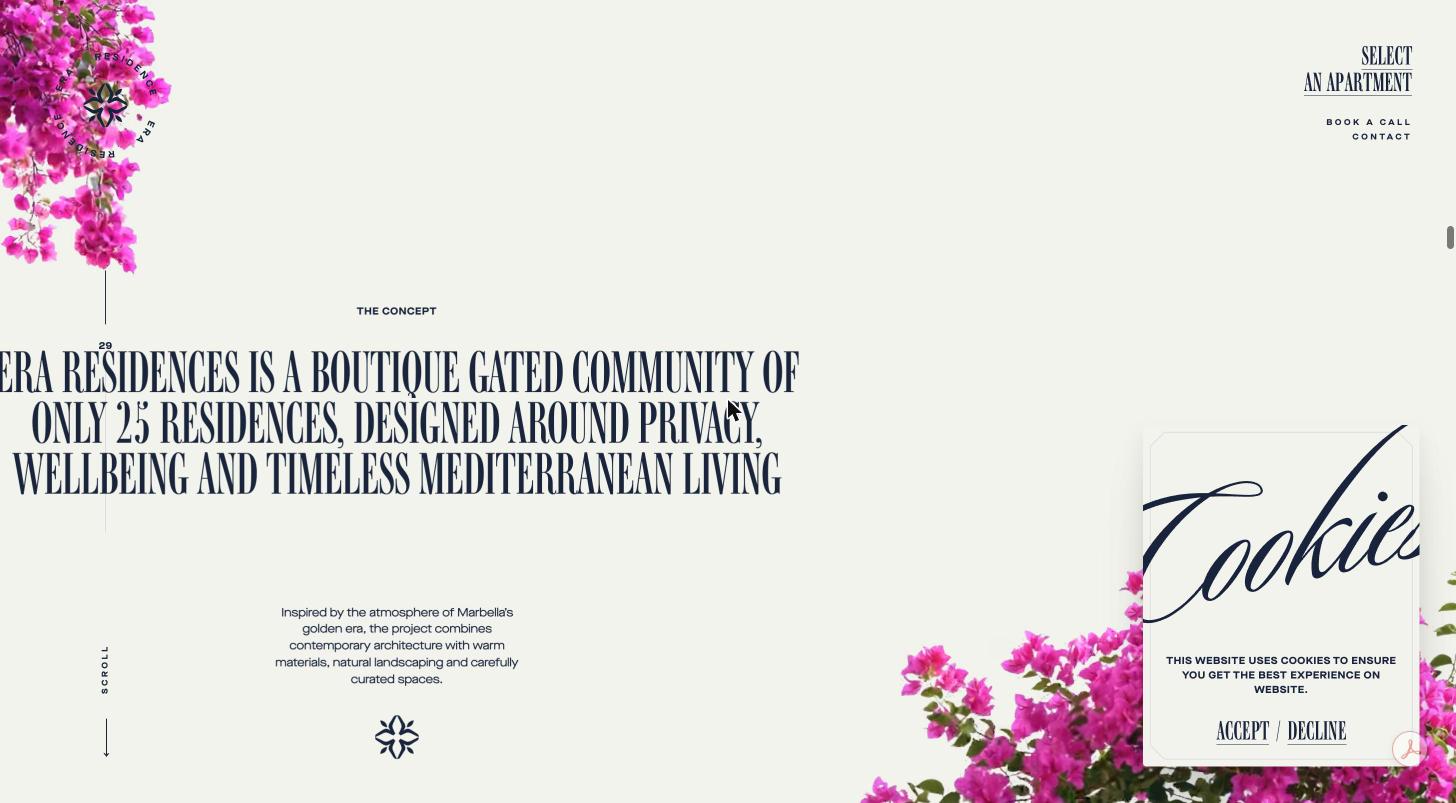 RESIDENCE ERA RESIDENCE ERA
SELECT
AN APARTMENT
BOOK A CALL
CONTACT
THE CONCEPT
29
ERA RESIDENCES IS A BOUTIQUE GATED COMMUNITY OF
ONLY 25 RESIDENCES, DESIGNED AROUND PRIVACY,
WELLBEING AND TIMELESS MEDITERRANEAN LIVING
Inspired by the atmosphere of Marbella's
golden era, the project combines
contemporary architecture with warm
materials, natural landscaping and carefully
curated spaces.
SCROLL
Cookies
THIS WEBSITE USES COOKIES TO ENSURE
YOU GET THE BEST EXPERIENCE ON
WEBSITE.
ACCEPT / DECLINE